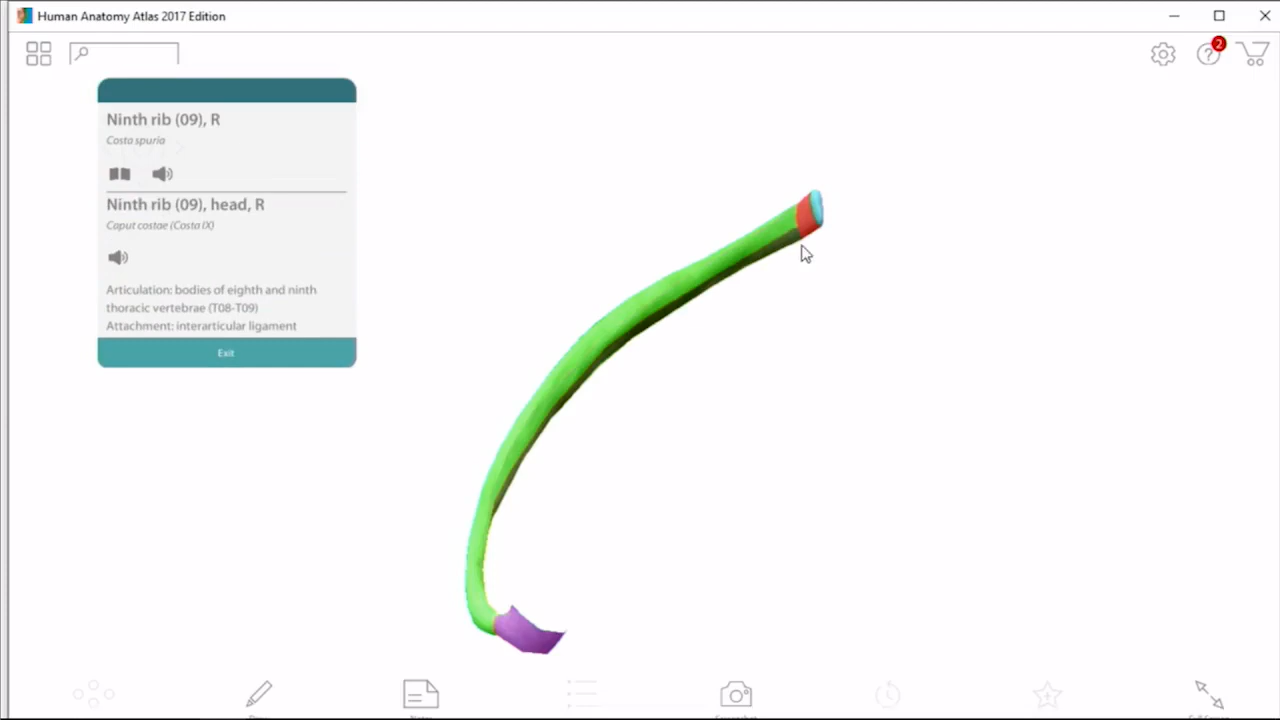 Human Anatomy Atlas 2017 Edition
2
Ninth rib (09), R
Costa spuria
Ninth rib (09), head, R
Caput costae (Costa IX)
Articulation: bodies of eighth and ninth
thoracic vertebrae (T08-T09)
Attachment: interarticular ligament
Exit